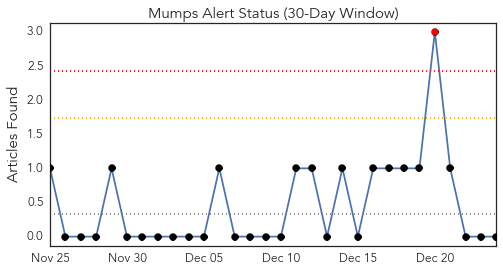 Mumps Alert Status (30-Day Window)
Articles Found
3.0
2.5
2.0
1.5
1.0
0.5
0.0
Nov 25 Nov 30 Dec 05 Dec 10 Dec 15 Dec 20